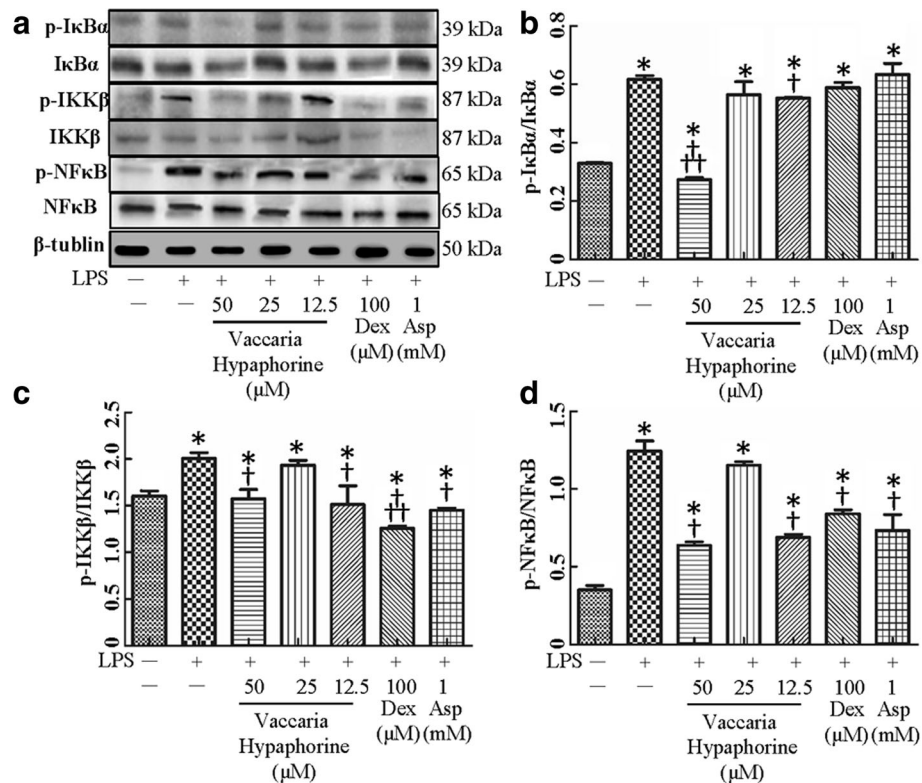 a
p-IκBα 39 kDa
IκBα 39 kDa
p-IKKβ 87 kDa
IKKβ 87 kDa
p-NFκB 65 kDa
NFκB 65 kDa
β-tublin 50 kDa
LPS — + + + + + +
— — 50 25 12.5 100 1
Dex Asp
(μM) (mM)
Vaccaria
Hypaphorine
(μM)
b
p-IκBα/IκBα
0.9
0.6
0.4
0.2
0
* * * * * *
† †
††
LPS — + + + + + +
— — 50 25 12.5 100 1
Dex Asp
(μM) (mM)
Vaccaria
Hypaphorine
(μM)
c
p-IKKβ/IKKβ
2.5
2.0
1.5
1.0
0.5
0
* * * * * *
† † † †
††
LPS — + + + + + +
— — 50 25 12.5 100 1
Dex Asp
(μM) (mM)
Vaccaria
Hypaphorine
(μM)
d
p-NFκB/NFκB
1.5
1.0
0.5
0
* * * * * *
† † † †
LPS — + + + + + +
— — 50 25 12.5 100 1
Dex Asp
(μM) (mM)
Vaccaria
Hypaphorine
(μM)